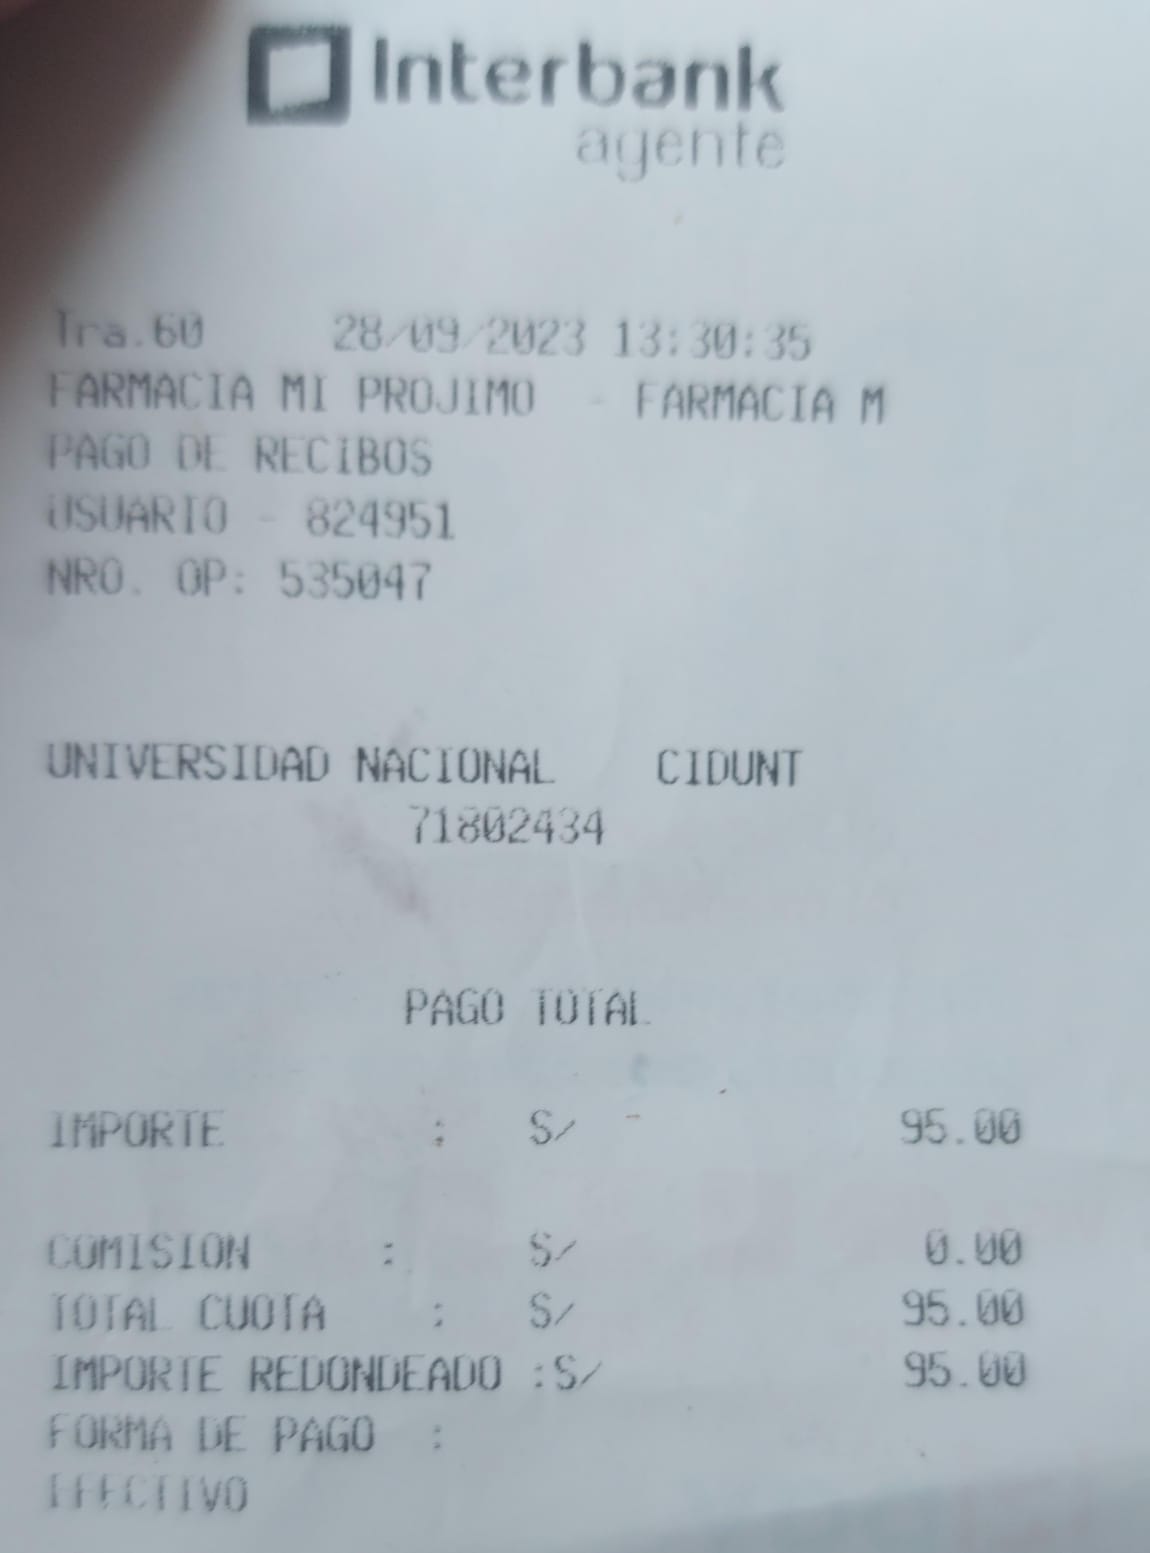 Interbank
agente
Tra.60 28/09/2023 13:30:35
FARMACIA MI PROJIMO - FARMACIA M
PAGO DE RECIBOS
USUARIO - 824951
NRO. OP: 535047
UNIVERSIDAD NACIONAL CIDUNT
71802434
PAGO TOTAL
IMPORTE : S/ 95.00
COMISION : S/ 0.00
TOTAL CUOTA : S/ 95.00
IMPORTE REDONDEADO :S/ 95.00
FORMA DE PAGO :
EFECTIVO